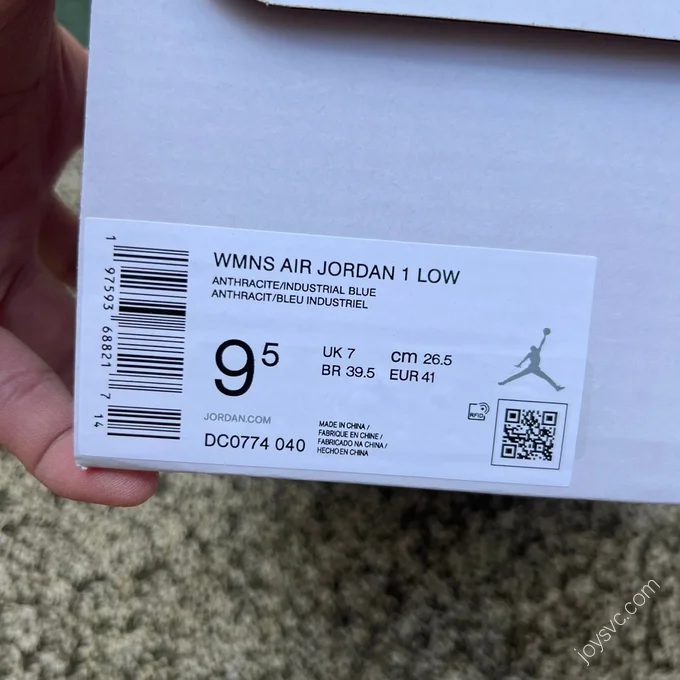 WMNS AIR JORDAN 1 LOW
ANTHRACITE/INDUSTRIAL BLUE
ANTHRACIT/BLEU INDUSTRIEL
9⁵
UK 7 cm 26.5
BR 39.5 EUR 41
JORDAN.COM
DC0774 040
MADE IN CHINA /
FABRIQUE EN CHINE /
FABRICADO NA CHINA /
HECHO EN CHINA
RFID
1 97593 68821 7 14
joysvc.com